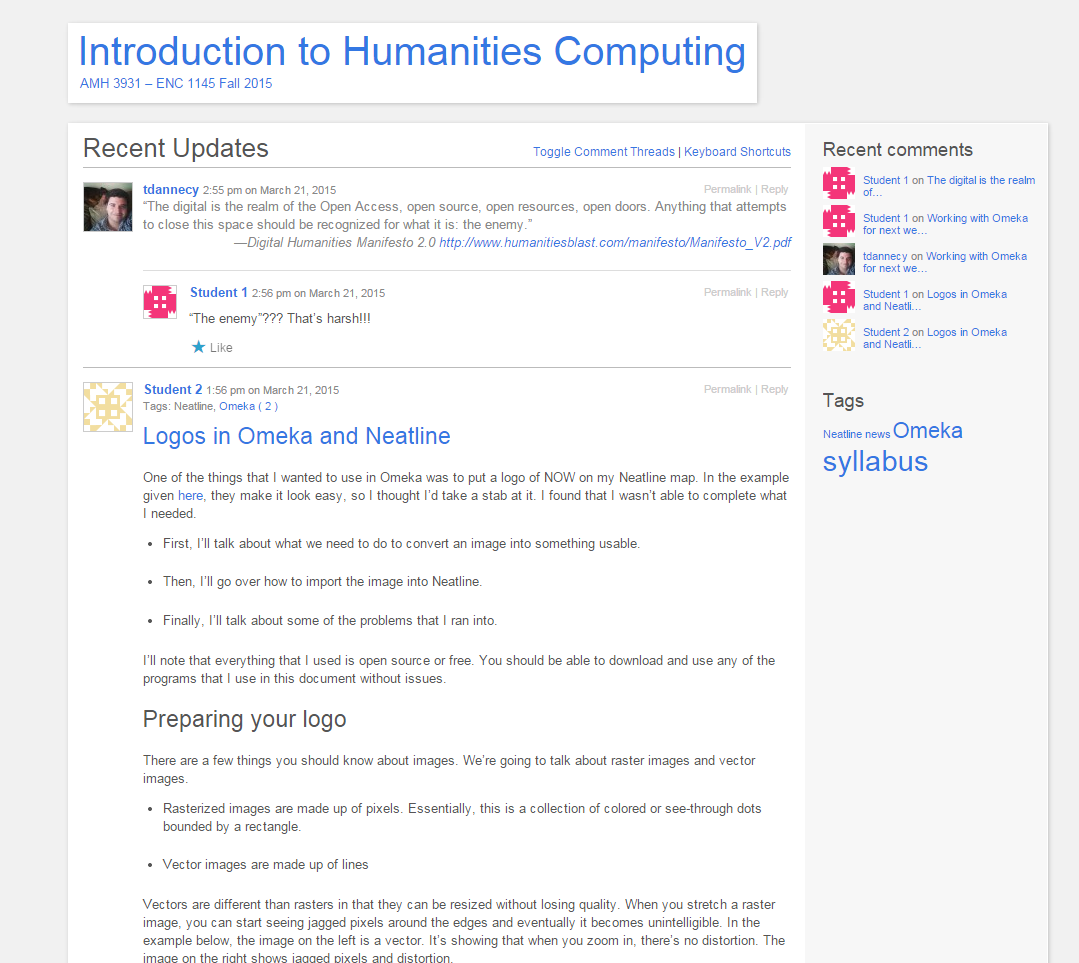 Introduction to Humanities Computing
AMH 3931 – ENC 1145 Fall 2015
Recent Updates
Toggle Comment Threads | Keyboard Shortcuts
tdannecy 2:55 pm on March 21, 2015
Permalink | Reply
“The digital is the realm of the Open Access, open source, open resources, open doors. Anything that attempts
to close this space should be recognized for what it is: the enemy.”
—Digital Humanities Manifesto 2.0 http://www.humanitiesblast.com/manifesto/Manifesto_V2.pdf
Student 1 2:56 pm on March 21, 2015
Permalink | Reply
“The enemy”??? That’s harsh!!!
Like
Student 2 1:56 pm on March 21, 2015
Permalink | Reply
Tags: Neatline, Omeka ( 2 )
Logos in Omeka and Neatline
One of the things that I wanted to use in Omeka was to put a logo of NOW on my Neatline map. In the example
given here, they make it look easy, so I thought I’d take a stab at it. I found that I wasn’t able to complete what
I needed.
• First, I’ll talk about what we need to do to convert an image into something usable.
• Then, I’ll go over how to import the image into Neatline.
• Finally, I’ll talk about some of the problems that I ran into.
I’ll note that everything that I used is open source or free. You should be able to download and use any of the
programs that I use in this document without issues.
Preparing your logo
There are a few things you should know about images. We’re going to talk about raster images and vector
images.
• Rasterized images are made up of pixels. Essentially, this is a collection of colored or see-through dots
bounded by a rectangle.
• Vector images are made up of lines
Vectors are different than rasters in that they can be resized without losing quality. When you stretch a raster
image, you can start seeing jagged pixels around the edges and eventually it becomes unintelligible. In the
example below, the image on the left is a vector. It’s showing that when you zoom in, there’s no distortion. The
image on the right shows jagged pixels and distortion.
Recent comments
Student 1 on The digital is the realm
of…
Student 1 on Working with Omeka
for next we…
tdannecy on Working with Omeka
for next we…
Student 1 on Logos in Omeka
and Neatli…
Student 2 on Logos in Omeka
and Neatli…
Tags
Neatline news Omeka
syllabus